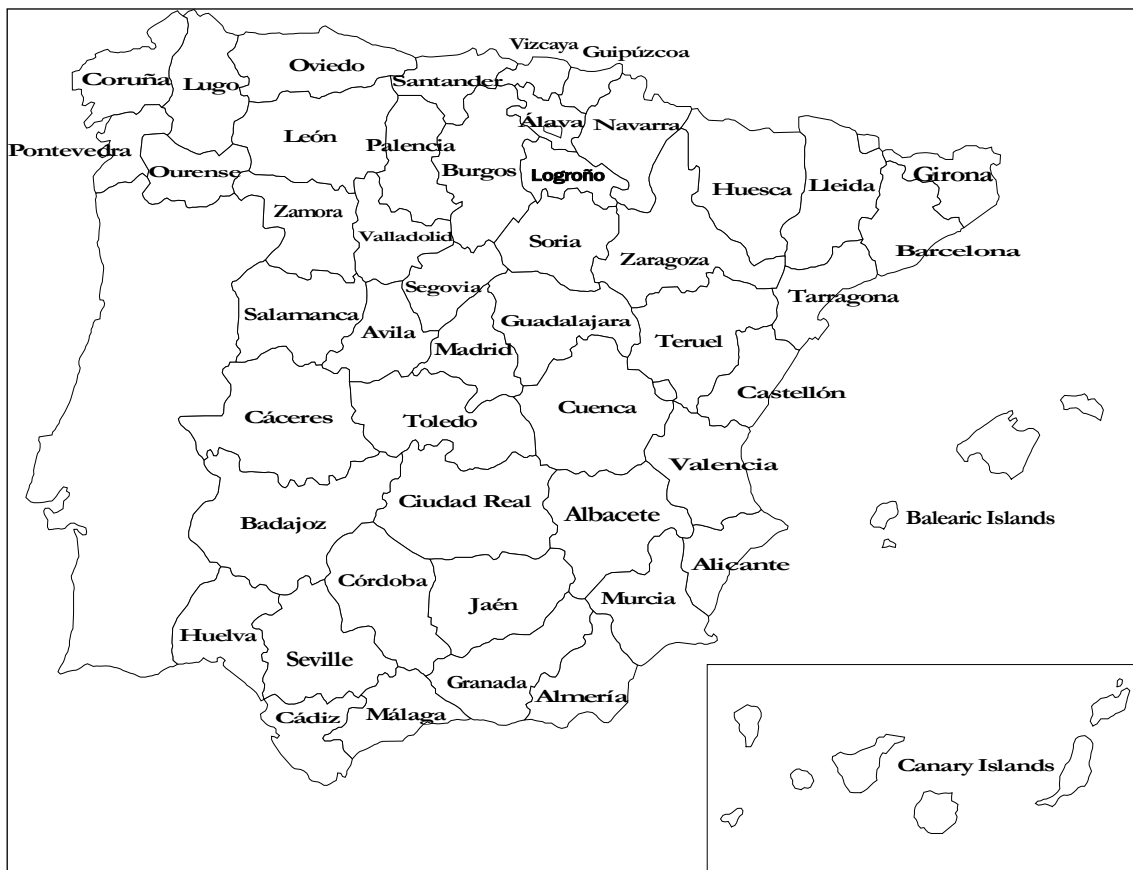 Vizcaya
Guipúzcoa
Oviedo
Coruña
Lugo
Santander
Álava
Navarra
León
Palencia
Pontevedra
Ourense
Burgos
Logroño
Huesca
Lleida
Girona
Zamora
Valladolid
Soria
Zaragoza
Barcelona
Segovia
Tarragona
Salamanca
Avila
Guadalajara
Madrid
Teruel
Castellón
Cáceres
Toledo
Cuenca
Valencia
Ciudad Real
Badajoz
Albacete
Balearic Islands
Alicante
Córdoba
Jaén
Murcia
Huelva
Seville
Granada
Almería
Cádiz
Málaga
Canary Islands